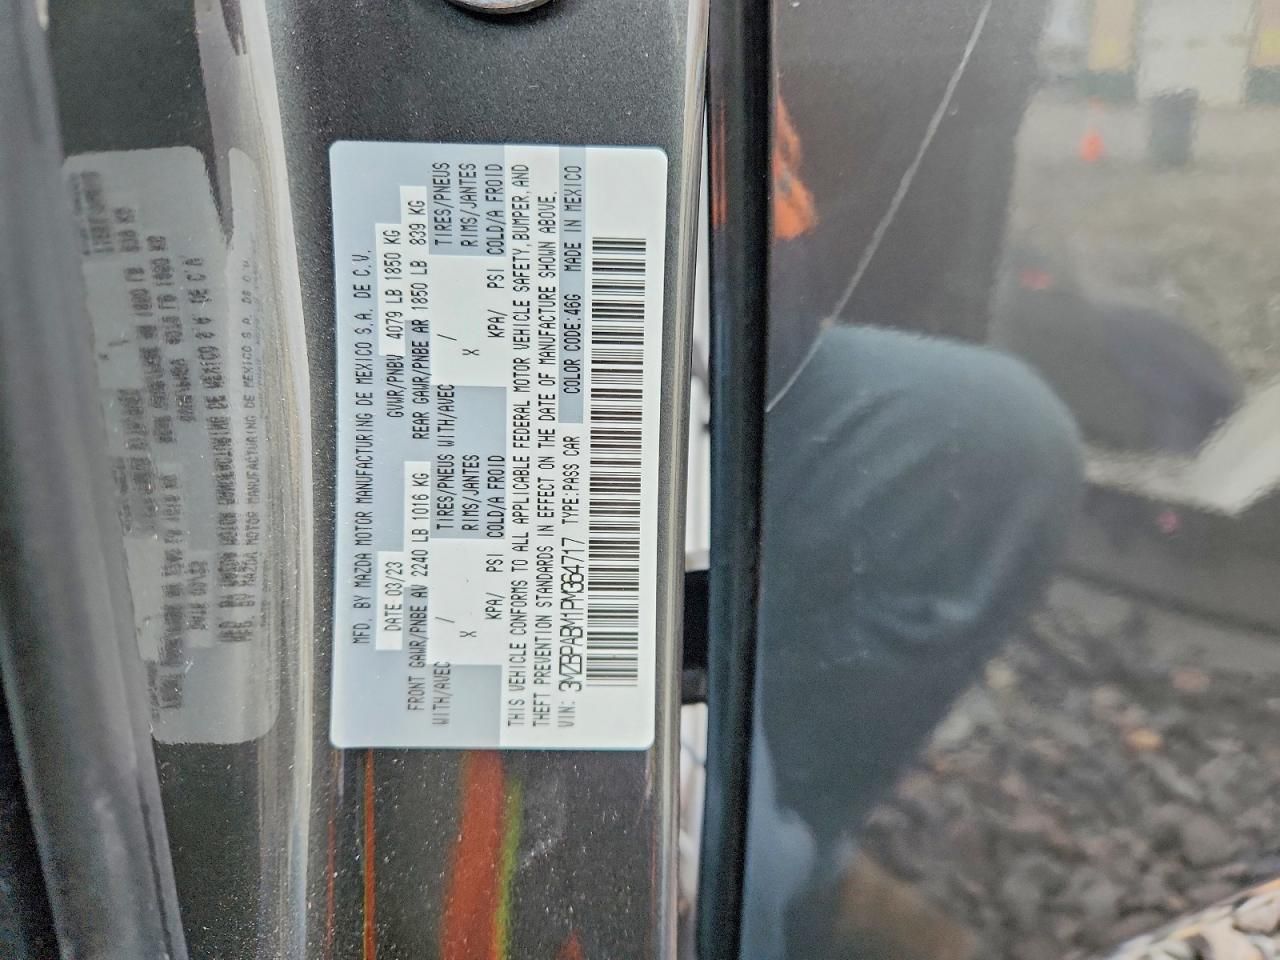 MFD. BY MAZDA MOTOR MANUFACTURING DE MEXICO S.A. DE C.V.
DATE 03/23 GVWR/PNBV 4079 LB 1850 KG
FRONT GAWR/PNBE AV 2240 LB 1016 KG REAR GAWR/PNBE AR 1850 LB 839 KG
WITH/AVEC TIRES/PNEUS WITH/AVEC TIRES/PNEUS
X / RIMS/JANTES X / RIMS/JANTES
KPA/ PSI COLD/A FROID KPA/ PSI COLD/A FROID
THIS VEHICLE CONFORMS TO ALL APPLICABLE FEDERAL MOTOR VEHICLE SAFETY, BUMPER, AND
THEFT PREVENTION STANDARDS IN EFFECT ON THE DATE OF MANUFACTURE SHOWN ABOVE.
VIN: 3MZBPABM1PM364717 TYPE:PASS CAR COLOR CODE:46G MADE IN MEXICO